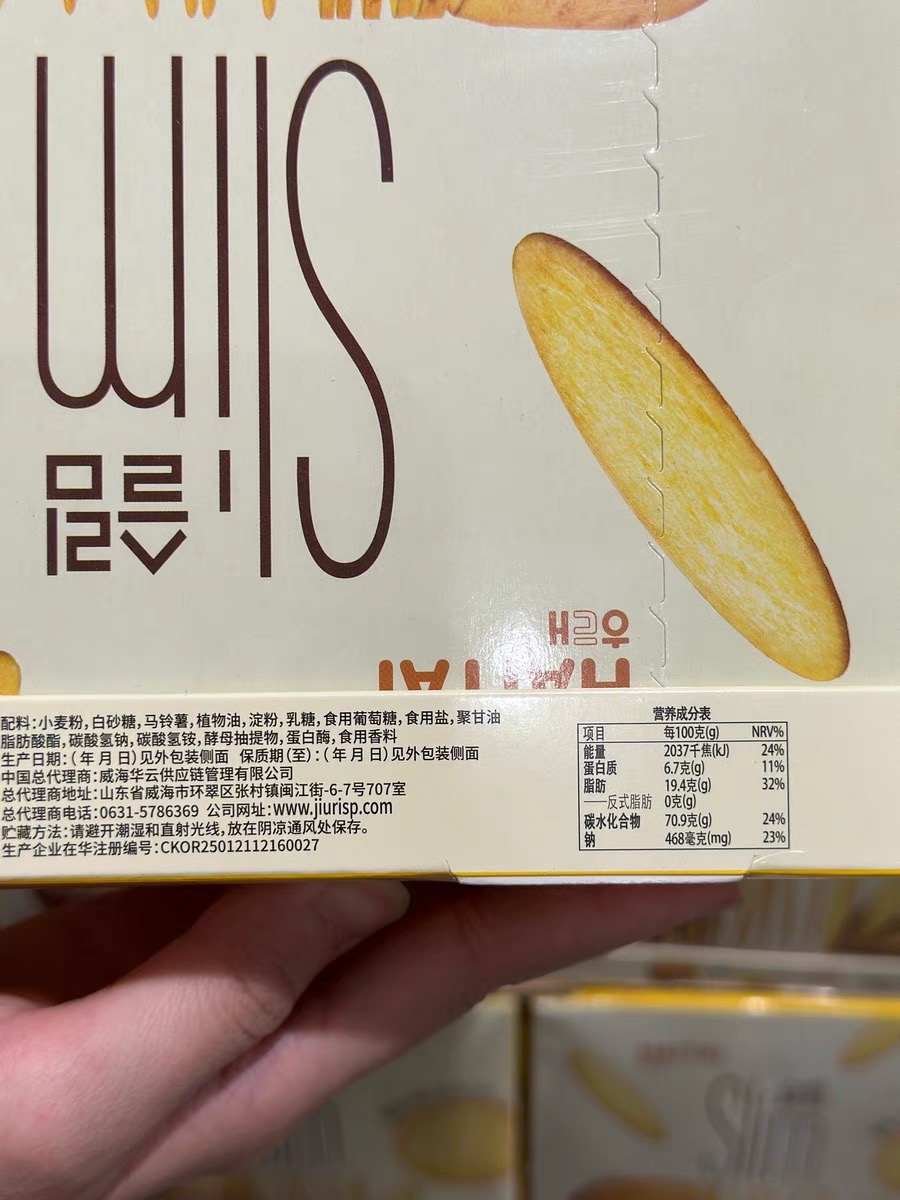 Slim
슬림
해태
HAITAI
配料:小麦粉,白砂糖,马铃薯,植物油,淀粉,乳糖,食用葡萄糖,食用盐,聚甘油
脂肪酸酯,碳酸氢钠,碳酸氢铵,酵母抽提物,蛋白酶,食用香料
生产日期:(年 月 日)见外包装侧面 保质期(至):(年 月 日)见外包装侧面
中国总代理商:威海华云供应链管理有限公司
总代理商地址:山东省威海市环翠区张村镇闽江街-6-7号707室
总代理商电话:0631-5786369 公司网址:www.jiurisp.com
贮藏方法:请避开潮湿和直射光线,放在阴凉通风处保存。
生产企业在华注册编号:CKOR25012112160027
营养成分表
项目 每100克(g) NRV%
能量 2037千焦(kJ) 24%
蛋白质 6.7克(g) 11%
脂肪 19.4克(g) 32%
——反式脂肪 0克(g)
碳水化合物 70.9克(g) 24%
钠 468毫克(mg) 23%
Slim